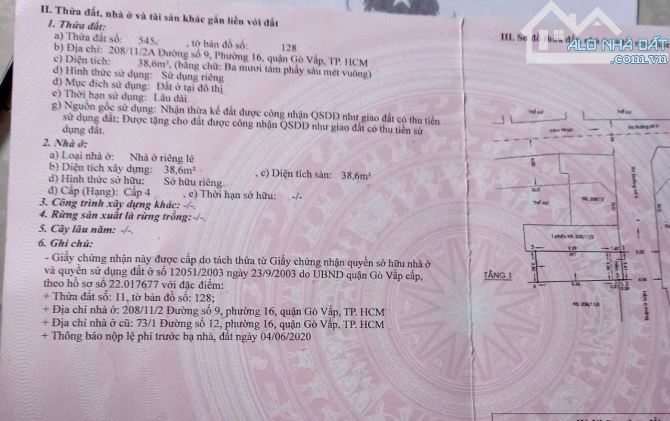 II. Thửa đất, nhà ở và tài sản khác gắn liền với đất
1. Thửa đất:
a) Thửa đất số: 545. , tờ bản đồ số: 128
b) Địa chỉ: 208/11/2A Đường số 9, Phường 16, quận Gò Vấp, TP. HCM
c) Diện tích: 38,6m², (bằng chữ: Ba mươi tám phẩy sáu mét vuông)
d) Hình thức sử dụng: Sử dụng riêng
đ) Mục đích sử dụng: Đất ở tại đô thị
e) Thời hạn sử dụng: Lâu dài
g) Nguồn gốc sử dụng: Nhận thừa kế đất được công nhận QSDĐ như giao đất có thu tiền
sử dụng đất; Được tặng cho đất được công nhận QSDĐ như giao đất có thu tiền sử
dụng đất.
2. Nhà ở:
a) Loại nhà ở: Nhà ở riêng lẻ
b) Diện tích xây dựng: 38,6m² , c) Diện tích sàn: 38,6m²
d) Hình thức sở hữu: Sở hữu riêng
đ) Cấp (Hạng): Cấp 4 , e) Thời hạn sở hữu: -/-
3. Công trình xây dựng khác: -/-.
4. Rừng sản xuất là rừng trồng: -/-.
5. Cây lâu năm: -/-.
6. Ghi chú:
- Giấy chứng nhận này được cấp do tách thửa từ Giấy chứng nhận quyền sở hữu nhà ở
và quyền sử dụng đất ở số 12051/2003 ngày 23/9/2003 do UBND quận Gò Vấp cấp,
theo hồ sơ số 22.017677 với đặc điểm:
+ Thửa đất số: 11, tờ bản đồ số: 128;
+ Địa chỉ nhà ở: 208/11/2 Đường số 9, phường 16, quận Gò Vấp, TP. HCM
+ Địa chỉ nhà ở cũ: 73/1 Đường số 12, phường 16, quận Gò Vấp, TP. HCM
+ Thông báo nộp lệ phí trước bạ nhà, đất ngày 04/06/2020
III. Sơ đồ thửa đất
ALO NHÀ ĐẤT
.com.vn
TẦNG 1